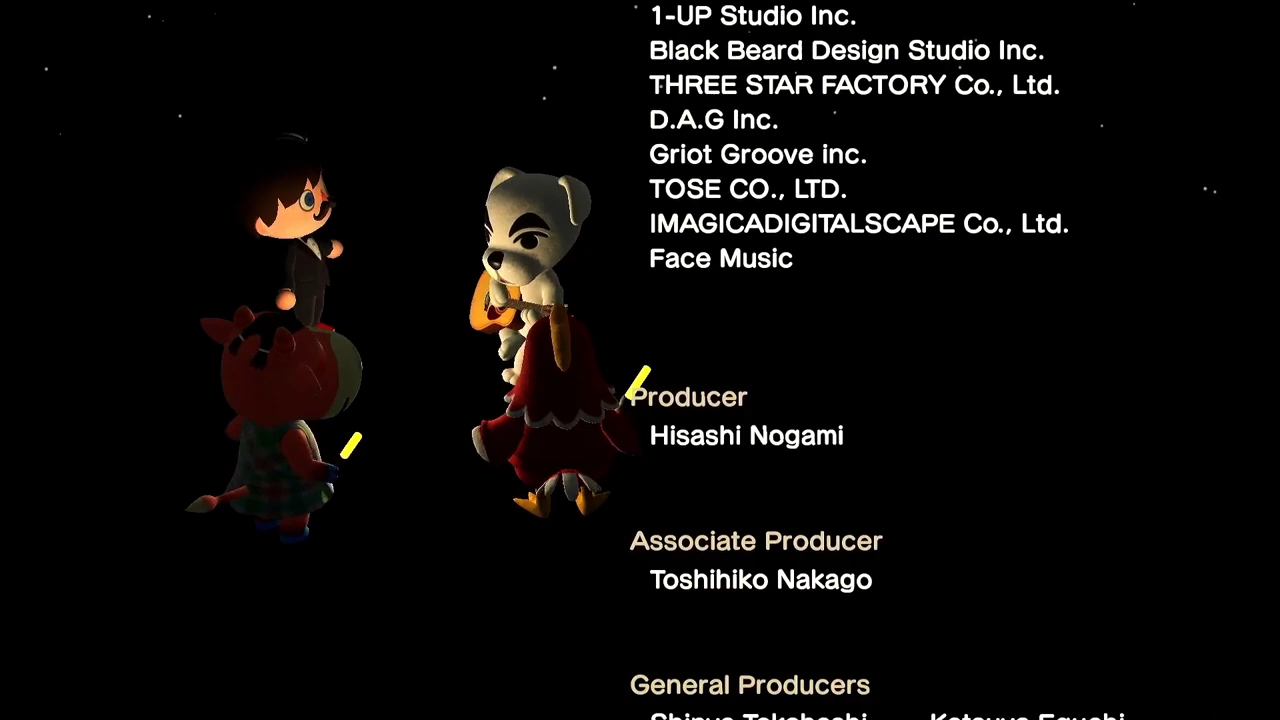 1-UP Studio Inc.
Black Beard Design Studio Inc.
THREE STAR FACTORY Co., Ltd.
D.A.G Inc.
Griot Groove inc.
TOSE CO., LTD.
IMAGICADIGITALSCAPE Co., Ltd.
Face Music
Producer
Hisashi Nogami
Associate Producer
Toshihiko Nakago
General Producers